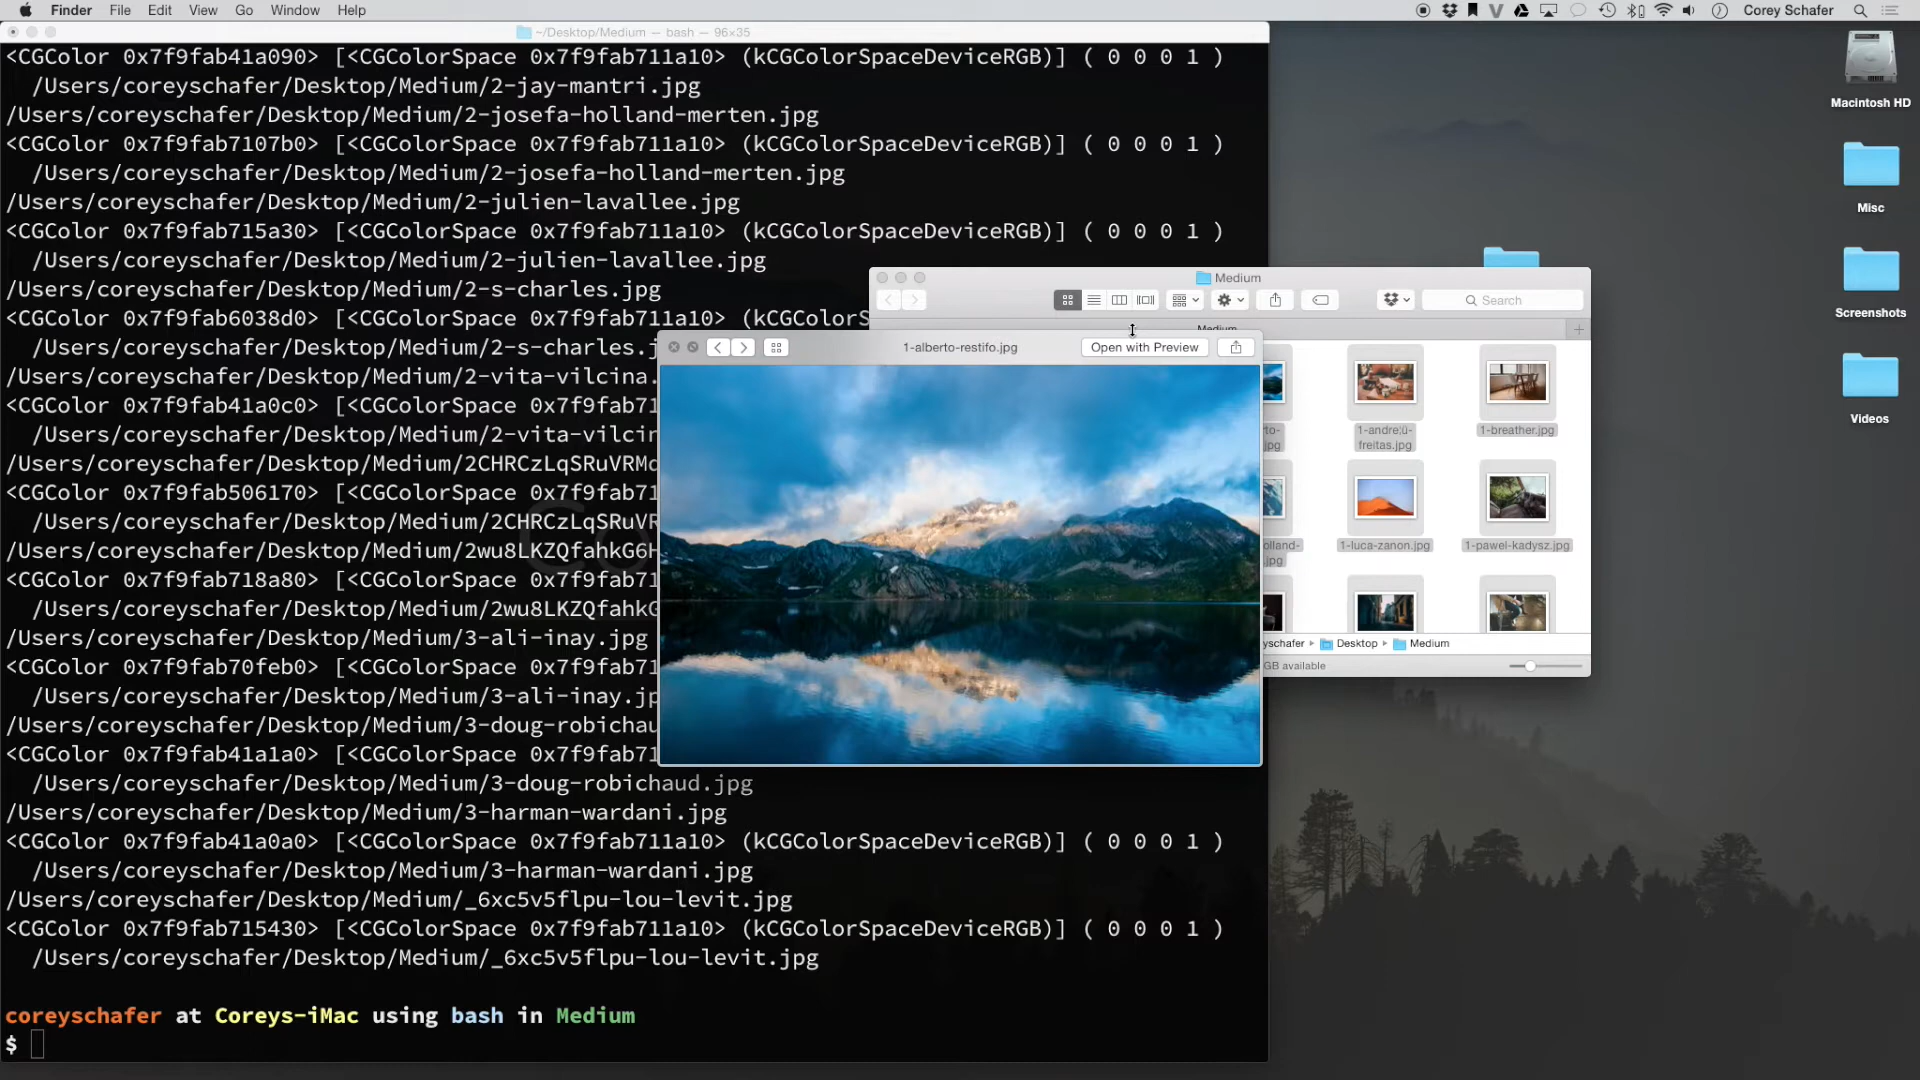 Finder File Edit View Go Window Help Corey Schafer
~/Desktop/Medium — bash — 96×35
<CGColor 0x7f9fab41a090> [<CGColorSpace 0x7f9fab711a10> (kCGColorSpaceDeviceRGB)] ( 0 0 0 1 )
/Users/coreyschafer/Desktop/Medium/2-jay-mantri.jpg
/Users/coreyschafer/Desktop/Medium/2-josefa-holland-merten.jpg
<CGColor 0x7f9fab7107b0> [<CGColorSpace 0x7f9fab711a10> (kCGColorSpaceDeviceRGB)] ( 0 0 0 1 )
/Users/coreyschafer/Desktop/Medium/2-josefa-holland-merten.jpg
/Users/coreyschafer/Desktop/Medium/2-julien-lavallee.jpg
<CGColor 0x7f9fab715a30> [<CGColorSpace 0x7f9fab711a10> (kCGColorSpaceDeviceRGB)] ( 0 0 0 1 )
/Users/coreyschafer/Desktop/Medium/2-julien-lavallee.jpg
/Users/coreyschafer/Desktop/Medium/2-s-charles.jpg
<CGColor 0x7f9fab6038d0> [<CGColorSpace 0x7f9fab711a10> (kCGColorS
/Users/coreyschafer/Desktop/Medium/2-s-charles.j
/Users/coreyschafer/Desktop/Medium/2-vita-vilcina.
<CGColor 0x7f9fab41a0c0> [<CGColorSpace 0x7f9fab71
/Users/coreyschafer/Desktop/Medium/2-vita-vilcin
/Users/coreyschafer/Desktop/Medium/2CHRCzLqSRuVRMo
<CGColor 0x7f9fab506170> [<CGColorSpace 0x7f9fab71
/Users/coreyschafer/Desktop/Medium/2CHRCzLqSRuVR
/Users/coreyschafer/Desktop/Medium/2wu8LKZQfahkG6H
<CGColor 0x7f9fab718a80> [<CGColorSpace 0x7f9fab71
/Users/coreyschafer/Desktop/Medium/2wu8LKZQfahkG
/Users/coreyschafer/Desktop/Medium/3-ali-inay.jpg
<CGColor 0x7f9fab70feb0> [<CGColorSpace 0x7f9fab71
/Users/coreyschafer/Desktop/Medium/3-ali-inay.jp
/Users/coreyschafer/Desktop/Medium/3-doug-robichau
<CGColor 0x7f9fab41a1a0> [<CGColorSpace 0x7f9fab71
/Users/coreyschafer/Desktop/Medium/3-doug-robichaud.jpg
/Users/coreyschafer/Desktop/Medium/3-harman-wardani.jpg
<CGColor 0x7f9fab41a0a0> [<CGColorSpace 0x7f9fab711a10> (kCGColorSpaceDeviceRGB)] ( 0 0 0 1 )
/Users/coreyschafer/Desktop/Medium/3-harman-wardani.jpg
/Users/coreyschafer/Desktop/Medium/_6xc5v5flpu-lou-levit.jpg
<CGColor 0x7f9fab715430> [<CGColorSpace 0x7f9fab711a10> (kCGColorSpaceDeviceRGB)] ( 0 0 0 1 )
/Users/coreyschafer/Desktop/Medium/_6xc5v5flpu-lou-levit.jpg
coreyschafer at Coreys-iMac using bash in Medium
$
Medium
Search
Medium
1-alberto-restifo.jpg
Open with Preview
rto-
.jpg
1-andre;ü-
freitas.jpg
1-breather.jpg
olland-
.jpg
1-luca-zanon.jpg
1-pawel-kadysz.jpg
yschafer ▸ Desktop ▸ Medium
GB available
Macintosh HD
Misc
Screenshots
Videos